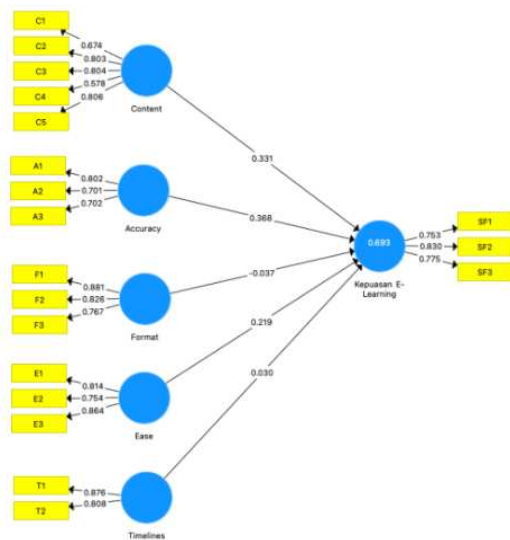 C1
C2
C3
C4
C5
0.674
0.803
0.804
0.578
0.806
Content
0.331
A1
A2
A3
0.802
0.701
0.702
Accuracy
0.368
F1
F2
F3
0.881
0.826
0.767
Format
-0.037
E1
E2
E3
0.814
0.754
0.864
Ease
0.219
T1
T2
0.876
0.808
Timelines
0.030
0.693
Kepuasan E-
Learning
0.753
0.830
0.775
SF1
SF2
SF3